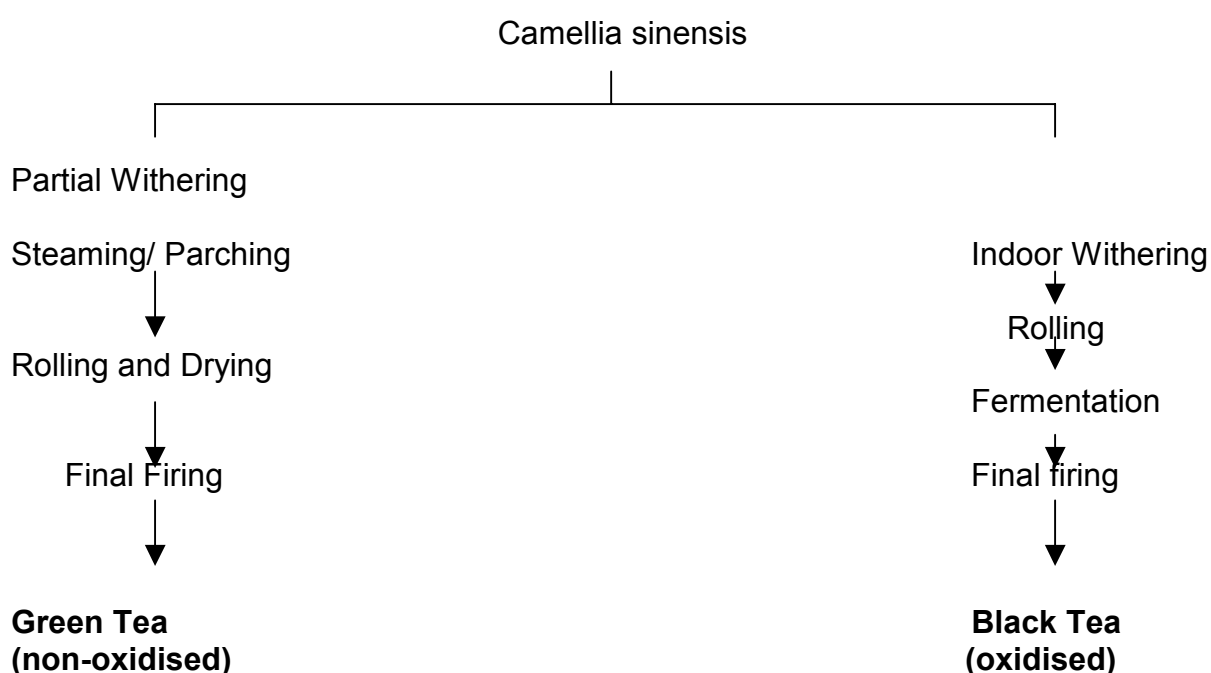 Camellia sinensis
Partial Withering
Steaming/ Parching
Rolling and Drying
Final Firing
Green Tea
(non-oxidised)
Indoor Withering
Rolling
Fermentation
Final firing
Black Tea
(oxidised)